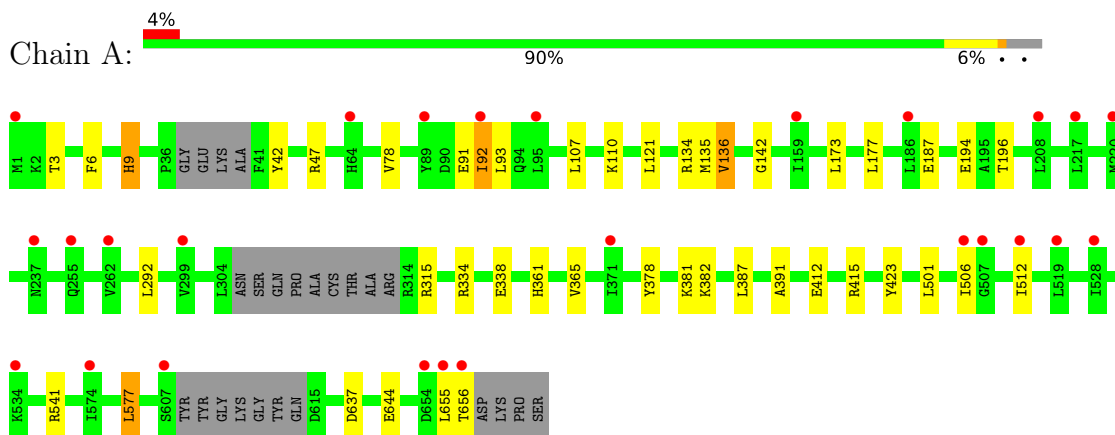 4%
Chain A:
90% 6% • •
M1 K2 T3 F6 H9 P36 GLY GLU LYS ALA F41 Y42 R47 H64 V78 Y89 D90 E91 I92 L93 Q94 L95 L107 K110 L121 R134 M135 V136 G142 I159 L173 L177 L186 E187 E194 A195 T196 L208 L217
N237 Q255 V262 L292 V299 L304 ASN SER GLN PRO ALA CYS THR ALA ARG R314 R315 R334 E338 H361 V365 I371 Y378 K381 K382 L387 A391 E412 R415 Y423 L501 I506 G507 I512 L519 I528
K534 R541 I574 L577 S607 TYR TYR GLY LYS GLY TYR GLN D615 D637 E644 D654 L655 T656 ASP LYS PRO SER